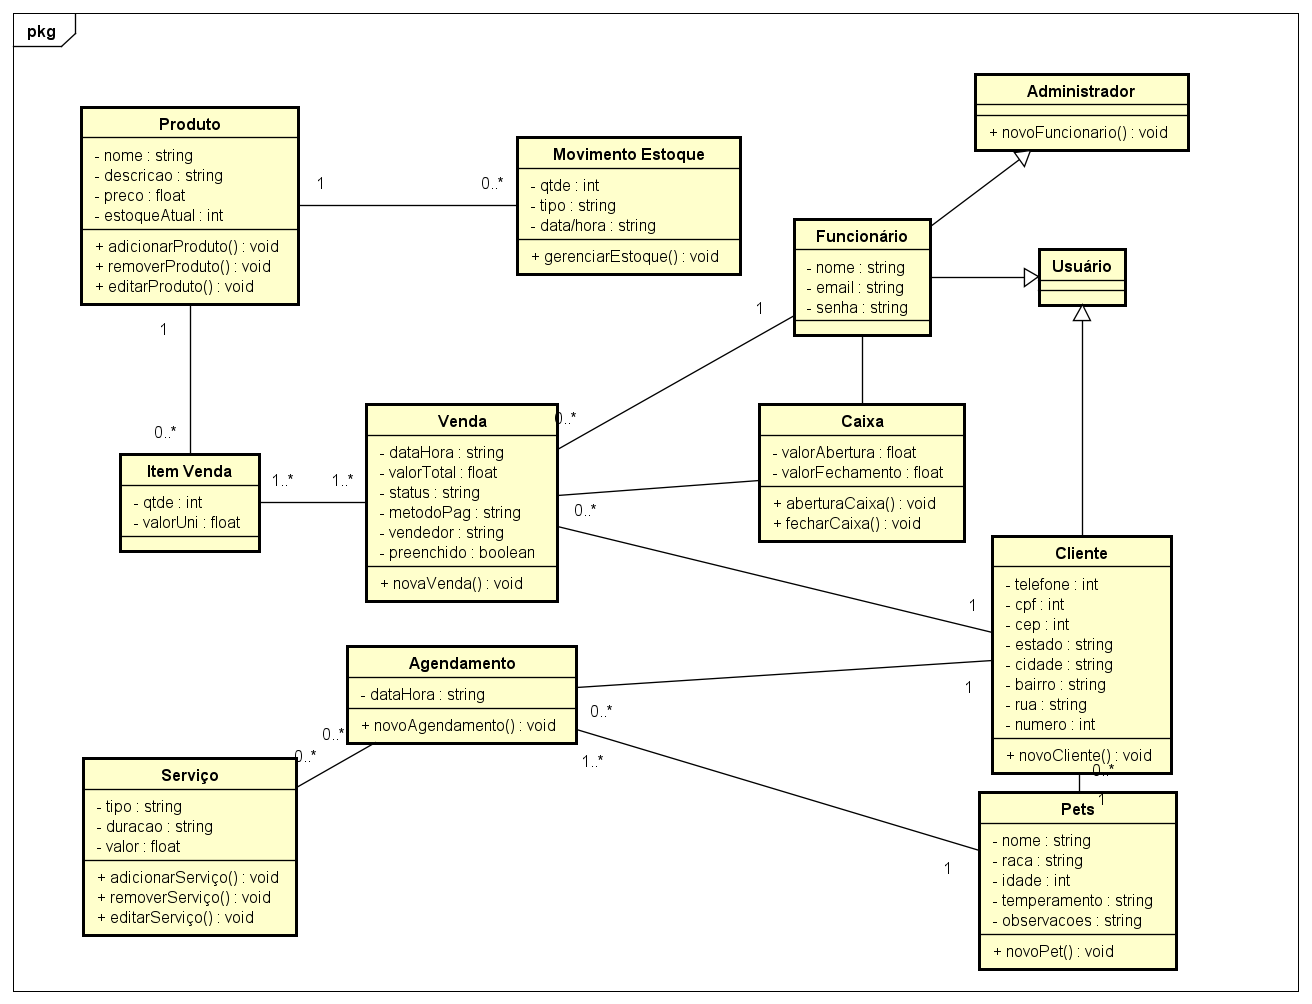 pkg
Administrador
+ novoFuncionario() : void
Produto
- nome : string
- descricao : string
- preco : float
- estoqueAtual : int
+ adicionarProduto() : void
+ removerProduto() : void
+ editarProduto() : void
1
0..*
Movimento Estoque
- qtde : int
- tipo : string
- data/hora : string
+ gerenciarEstoque() : void
Funcionário
- nome : string
- email : string
- senha : string
Usuário
1
0..*
1
0..*
Item Venda
- qtde : int
- valorUni : float
1..*
1..*
Venda
- dataHora : string
- valorTotal : float
- status : string
- metodoPag : string
- vendedor : string
- preenchido : boolean
+ novaVenda() : void
Caixa
- valorAbertura : float
- valorFechamento : float
+ aberturaCaixa() : void
+ fecharCaixa() : void
0..*
1
Cliente
- telefone : int
- cpf : int
- cep : int
- estado : string
- cidade : string
- bairro : string
- rua : string
- numero : int
+ novoCliente() : void
Agendamento
- dataHora : string
+ novoAgendamento() : void
1
0..*
0..*
0..*
1..*
1
0..*
1
Serviço
- tipo : string
- duracao : string
- valor : float
+ adicionarServiço() : void
+ removerServiço() : void
+ editarServiço() : void
Pets
- nome : string
- raca : string
- idade : int
- temperamento : string
- observacoes : string
+ novoPet() : void